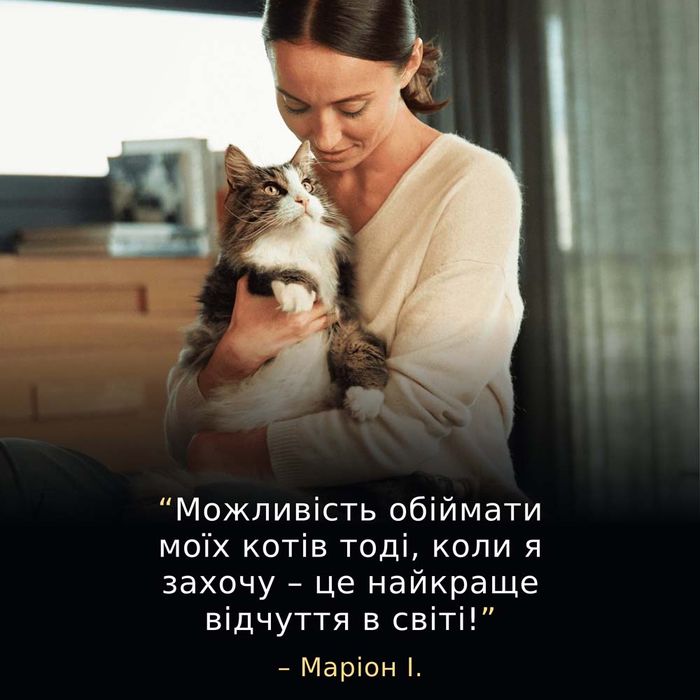 “Можливість обіймати
моїх котів тоді, коли я
захочу – це найкраще
відчуття в світі!”
– Маріон І.